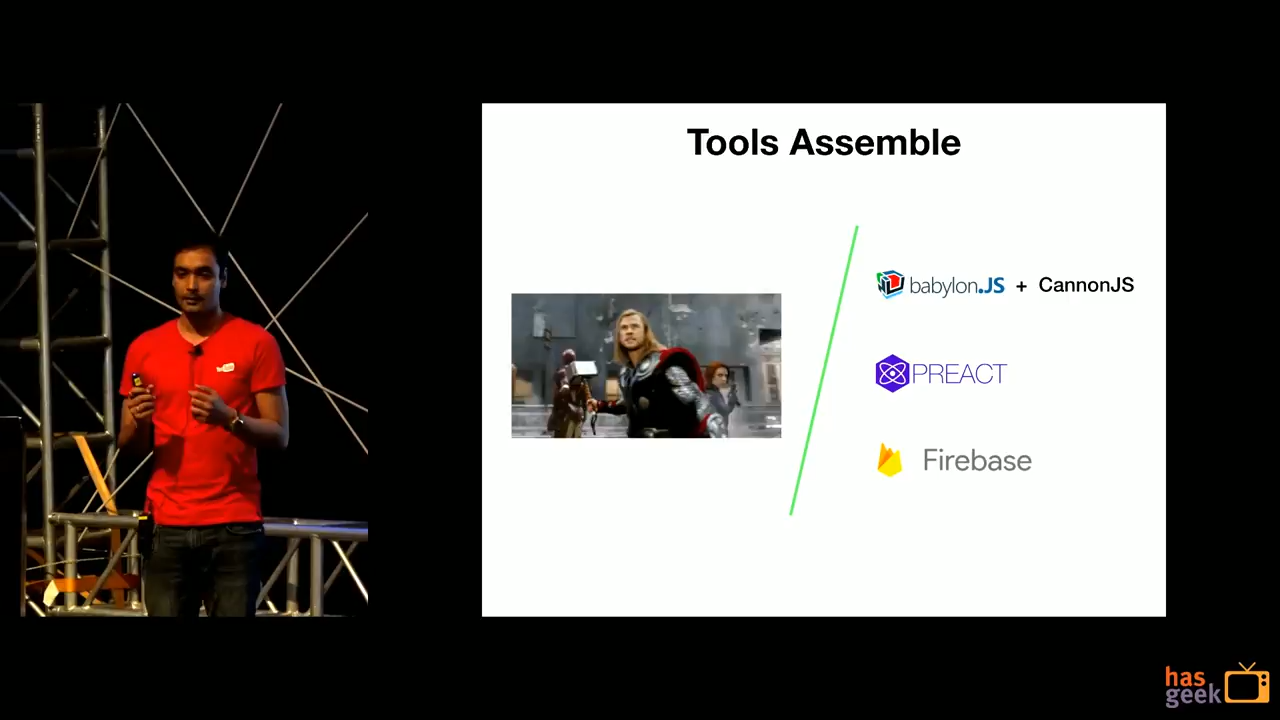 Tools Assemble
babylon.JS + CannonJS
PREACT
Firebase
has
geek